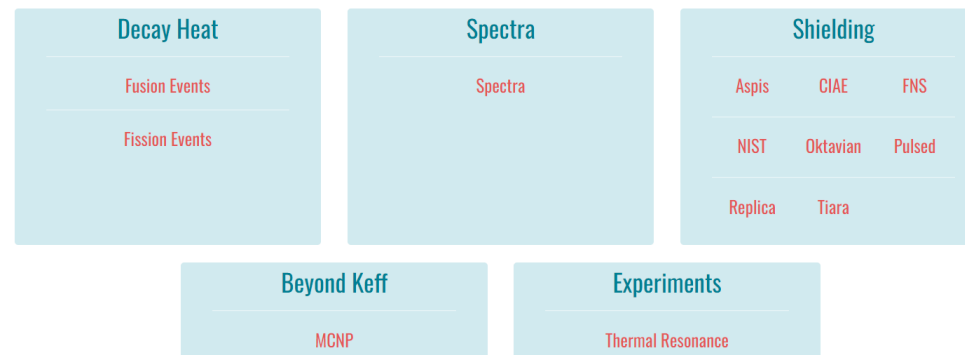 Decay Heat
Fusion Events
Fission Events
Spectra
Spectra
Shielding
Aspis CIAE FNS
NIST Oktavian Pulsed
Replica Tiara
Beyond Keff
MCNP
Experiments
Thermal Resonance